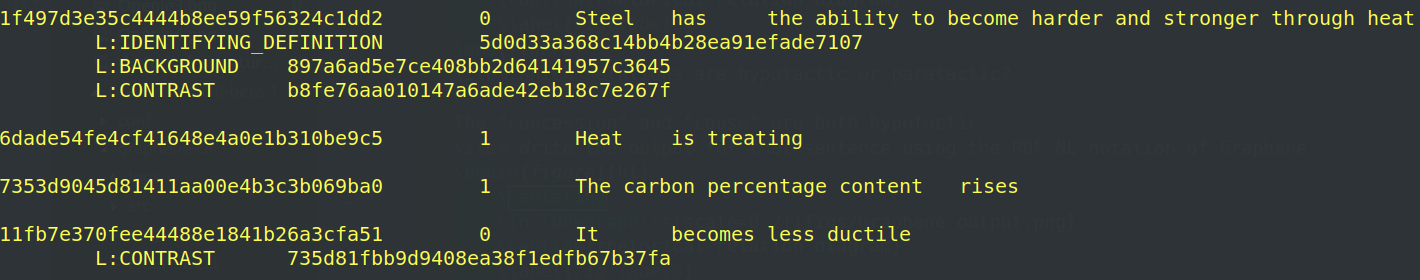 1f497d3e35c4444b8ee59f56324c1dd2 0 Steel has the ability to become harder and stronger through heat
L:IDENTIFYING_DEFINITION 5d0d33a368c14bb4b28ea91efade7107
L:BACKGROUND 897a6ad5e7ce408bb2d64141957c3645
L:CONTRAST b8fe76aa010147a6ade42eb18c7e267f
6dade54fe4cf41648e4a0e1b310be9c5 1 Heat is treating
7353d9045d81411aa00e4b3c3b069ba0 1 The carbon percentage content rises
11fb7e370fee44488e1841b26a3cfa51 0 It becomes less ductile
L:CONTRAST 735d81fbb9d9408ea38f1edfb67b37fa